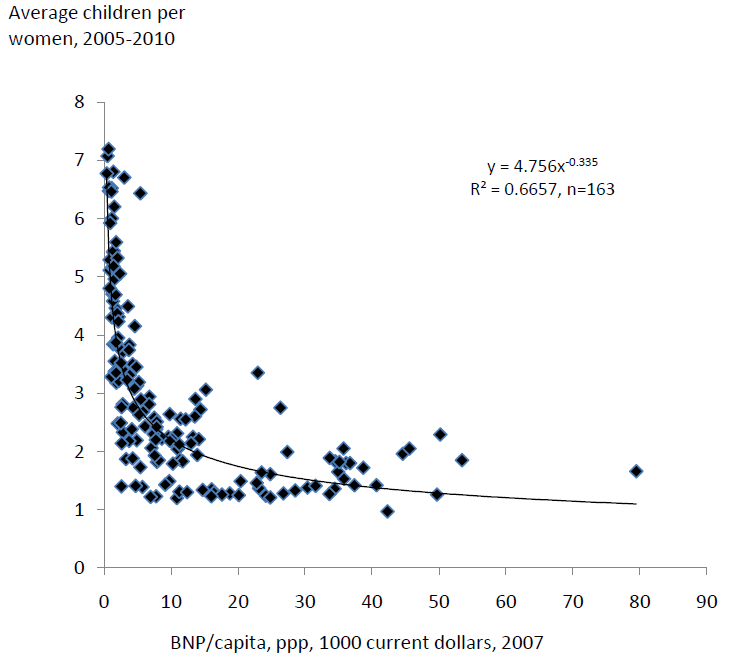 Average children per
women, 2005-2010
8
7
6
5
4
3
2
1
0
y = 4.756x^-0.335
R² = 0.6657, n=163
0 10 20 30 40 50 60 70 80 90
BNP/capita, ppp, 1000 current dollars, 2007